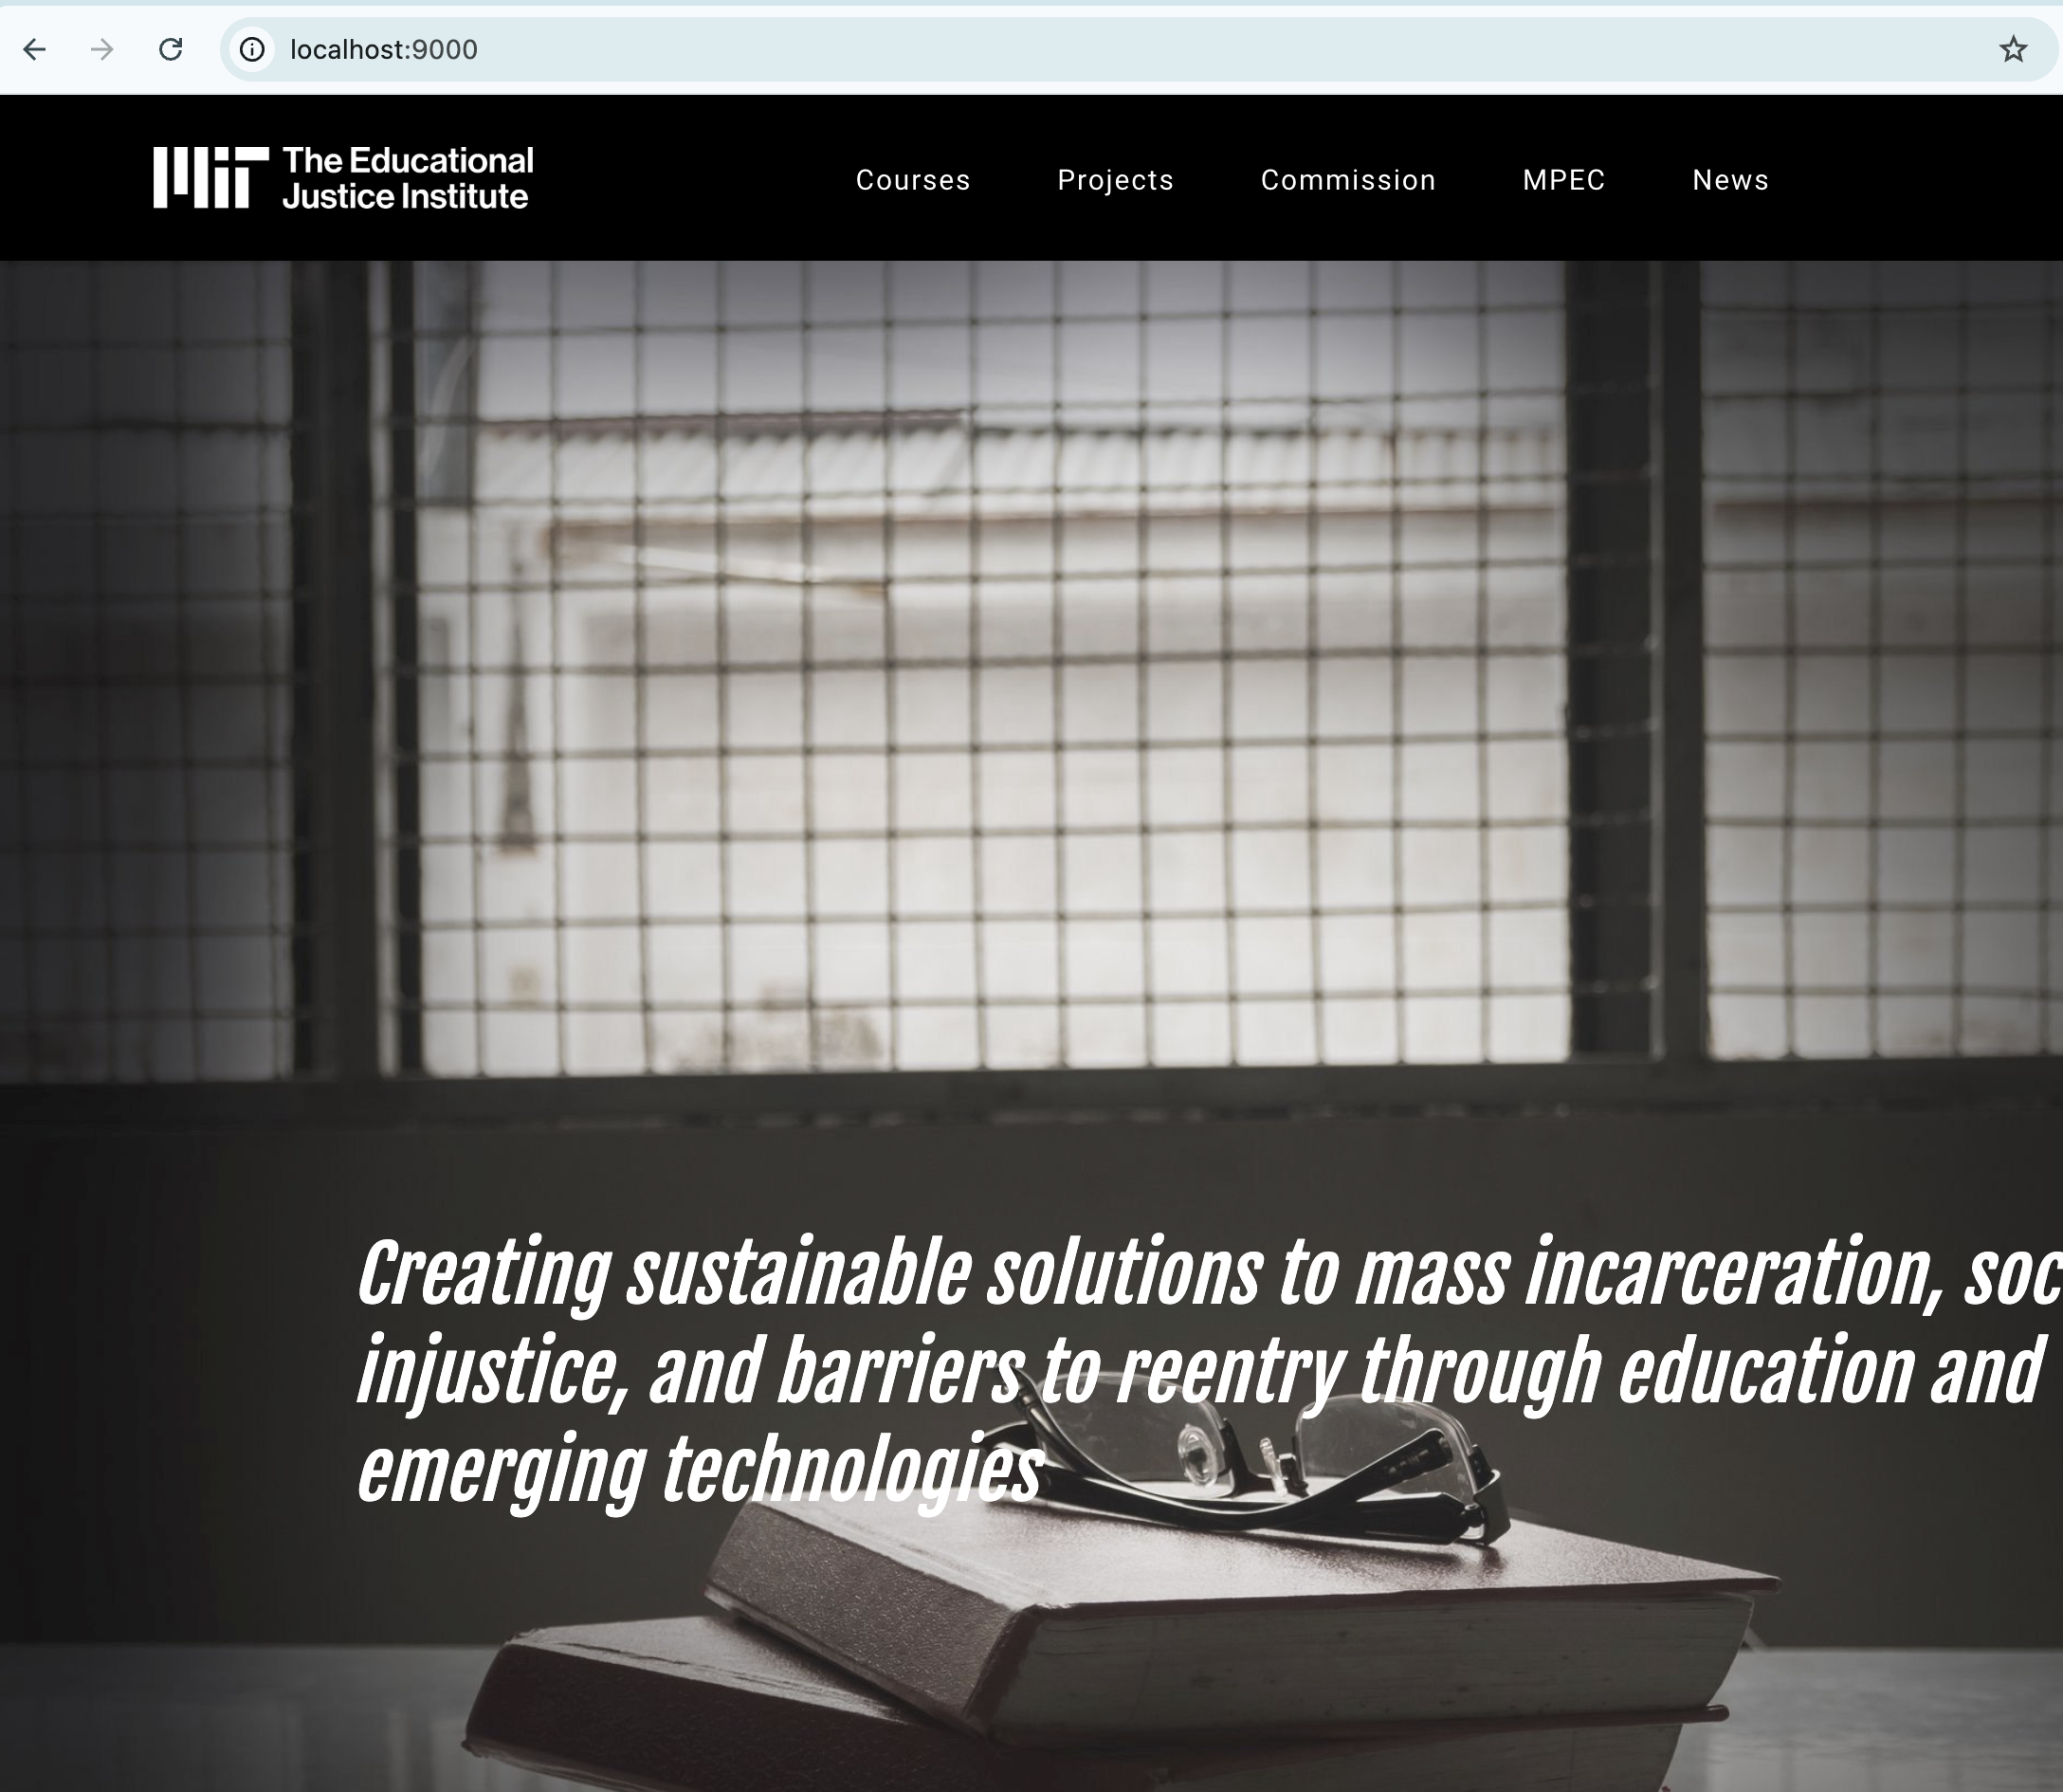 localhost:9000
MIT The Educational
Justice Institute
Courses Projects Commission MPEC News
Creating sustainable solutions to mass incarceration, soc
injustice, and barriers to reentry through education and
emerging technologies